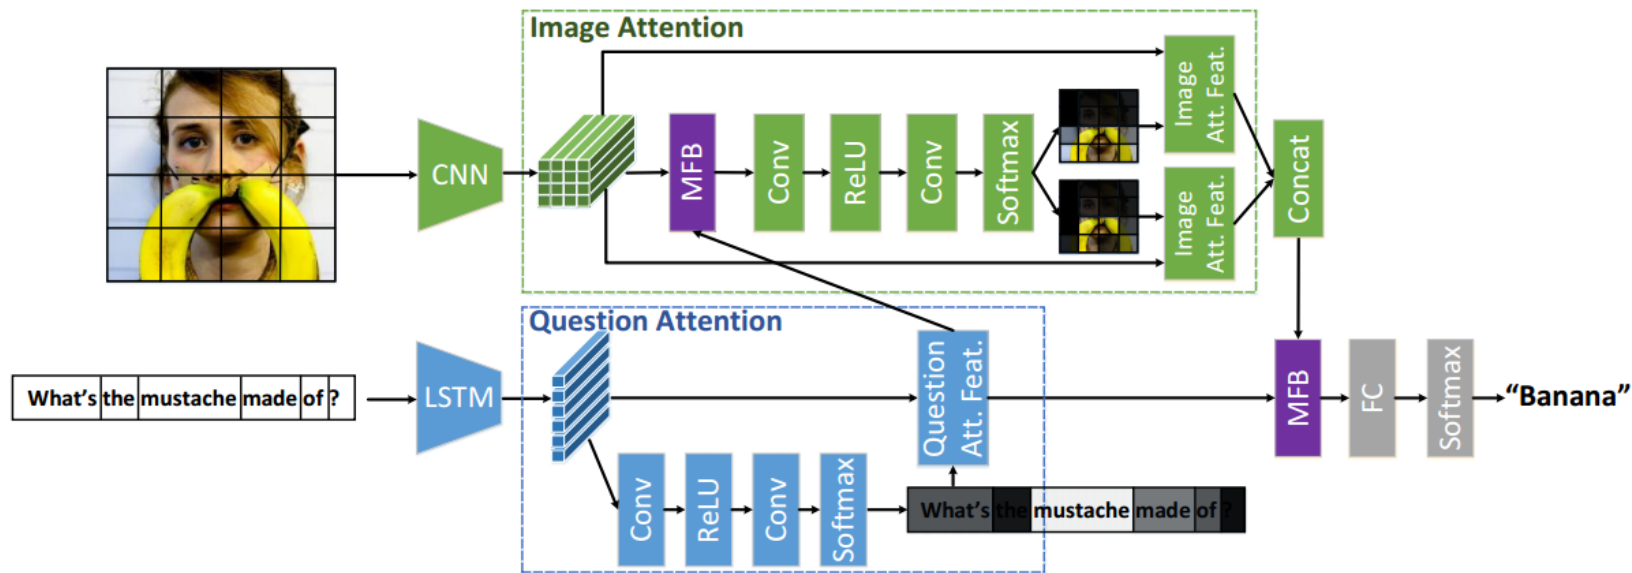 Image Attention
CNN
MFB
Conv
ReLU
Conv
Softmax
Image
Att. Feat.
Image
Att. Feat.
Concat
Question Attention
What's the mustache made of ?
LSTM
Question
Att. Feat.
Conv
ReLU
Conv
Softmax
What's the mustache made of ?
MFB
FC
Softmax
“Banana”